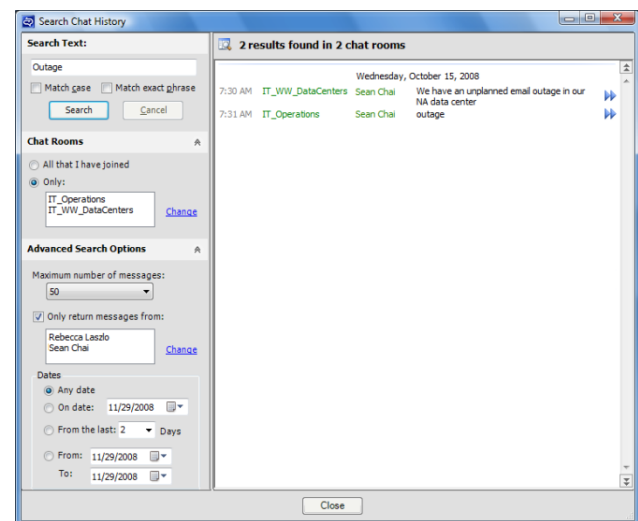 Search Chat History
Search Text:
Outage
Match case
Match exact phrase
Search
Cancel
Chat Rooms
All that I have joined
Only:
IT_Operations
IT_WW_DataCenters
Change
Advanced Search Options
Maximum number of messages:
50
Only return messages from:
Rebecca Laszlo
Sean Chai
Change
Dates
Any date
On date: 11/29/2008
From the last: 2 Days
From: 11/29/2008
To: 11/29/2008
2 results found in 2 chat rooms
Wednesday, October 15, 2008
7:30 AM IT_WW_DataCenters Sean Chai We have an unplanned email outage in our
NA data center
7:31 AM IT_Operations Sean Chai outage
Close